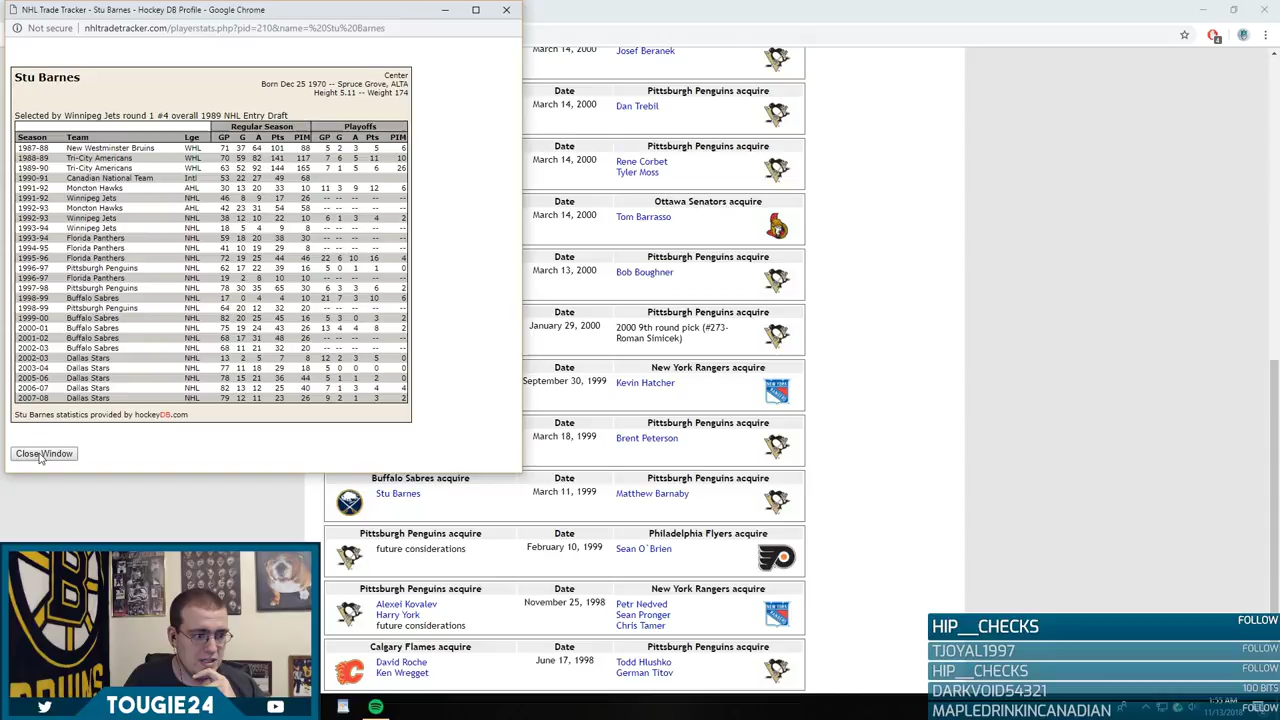 NHL Trade Tracker - Stu Barnes - Hockey DB Profile - Google Chrome
Not secure | nhltradetracker.com/playerstats.php?pid=210&name=%20Stu%20Barnes
Stu Barnes
Center
Born Dec 25 1970 -- Spruce Grove, ALTA
Height 5.11 -- Weight 174
Selected by Winnipeg Jets round 1 #4 overall 1989 NHL Entry Draft
Regular Season Playoffs
Season Team Lge GP G A Pts PIM GP G A Pts PIM
1987-88 New Westminster Bruins WHL 71 37 64 101 88 5 2 3 5 6
1988-89 Tri-City Americans WHL 70 59 82 141 117 7 6 5 11 10
1989-90 Tri-City Americans WHL 63 52 92 144 165 7 1 5 6 26
1990-91 Canadian National Team Intl 53 22 27 49 68
1991-92 Moncton Hawks AHL 30 13 20 33 10 11 3 9 12 6
1991-92 Winnipeg Jets NHL 46 8 9 17 26 -- -- -- -- --
1992-93 Moncton Hawks AHL 42 23 31 54 58 -- -- -- -- --
1992-93 Winnipeg Jets NHL 38 12 10 22 10 6 1 3 4 2
1993-94 Winnipeg Jets NHL 18 5 4 9 8 -- -- -- -- --
1993-94 Florida Panthers NHL 59 18 20 38 30 -- -- -- -- --
1994-95 Florida Panthers NHL 41 10 19 29 8 -- -- -- -- --
1995-96 Florida Panthers NHL 72 19 25 44 46 22 6 10 16 4
1996-97 Pittsburgh Penguins NHL 62 17 22 39 16 5 0 1 1 0
1996-97 Florida Panthers NHL 19 2 8 10 10 -- -- -- -- --
1997-98 Pittsburgh Penguins NHL 78 30 35 65 30 6 3 3 6 2
1998-99 Buffalo Sabres NHL 17 0 4 4 10 21 7 3 10 6
1998-99 Pittsburgh Penguins NHL 64 20 12 32 20 -- -- -- -- --
1999-00 Buffalo Sabres NHL 82 20 25 45 16 5 3 0 3 2
2000-01 Buffalo Sabres NHL 75 19 24 43 26 13 4 4 8 2
2001-02 Buffalo Sabres NHL 68 17 31 48 26 -- -- -- -- --
2002-03 Buffalo Sabres NHL 68 11 21 32 20 -- -- -- -- --
2002-03 Dallas Stars NHL 13 2 5 7 8 12 2 3 5 0
2003-04 Dallas Stars NHL 77 11 18 29 18 5 0 0 0 0
2005-06 Dallas Stars NHL 78 15 21 36 44 5 1 1 2 0
2006-07 Dallas Stars NHL 82 13 12 25 40 7 1 3 4 4
2007-08 Dallas Stars NHL 79 12 11 23 26 9 2 1 3 2
Stu Barnes statistics provided by hockeyDB.com
Close Window
March 14, 2000 Josef Beranek
Date Pittsburgh Penguins acquire
March 14, 2000 Dan Trebil
Date Pittsburgh Penguins acquire
March 14, 2000 Rene Corbet
Tyler Moss
Date Ottawa Senators acquire
March 14, 2000 Tom Barrasso
Date Pittsburgh Penguins acquire
March 13, 2000 Bob Boughner
Date Pittsburgh Penguins acquire
January 29, 2000 2000 9th round pick (#273-
Roman Simicek)
Date New York Rangers acquire
September 30, 1999 Kevin Hatcher
Date Pittsburgh Penguins acquire
March 18, 1999 Brent Peterson
Buffalo Sabres acquire Date Pittsburgh Penguins acquire
Stu Barnes March 11, 1999 Matthew Barnaby
Pittsburgh Penguins acquire Date Philadelphia Flyers acquire
future considerations February 10, 1999 Sean O`Brien
Pittsburgh Penguins acquire Date New York Rangers acquire
Alexei Kovalev November 25, 1998 Petr Nedved
Harry York Sean Pronger
future considerations Chris Tamer
Calgary Flames acquire Date Pittsburgh Penguins acquire
David Roche June 17, 1998 Todd Hlushko
Ken Wregget German Titov
TOUGIE24
HIP__CHECKS FOLLOW
TJOYAL1997 FOLLOW
HIP__CHECKS FOLLOW
DARKVOID54321 100 BITS
MAPLEDRINKINCANADIAN FOLLOW
1:55 AM
11/13/2018